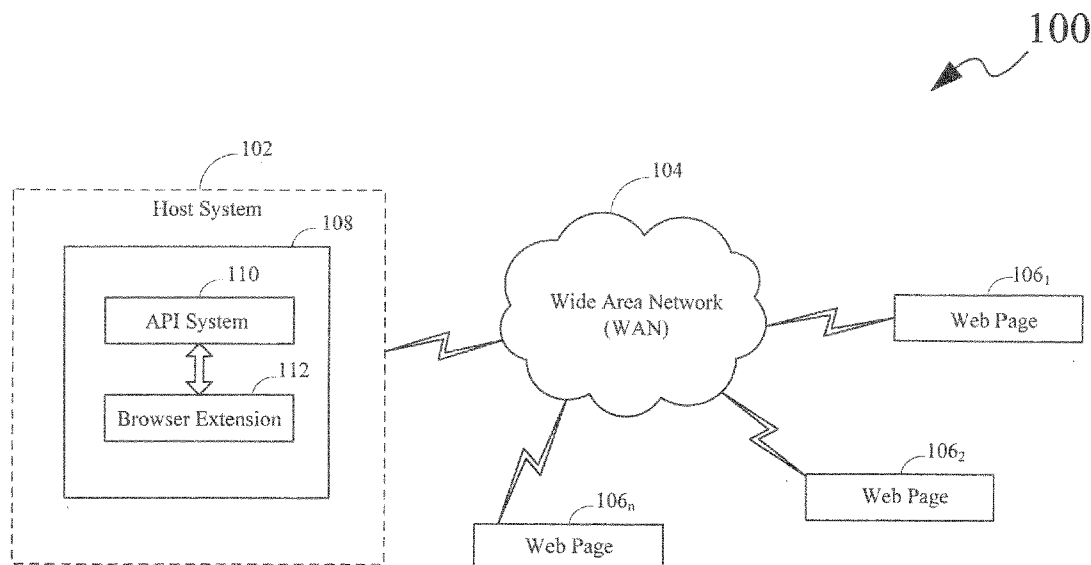 100
102
Host System
108
110
API System
112
Browser Extension
104
Wide Area Network
(WAN)
106₁
Web Page
106₂
Web Page
106ₙ
Web Page